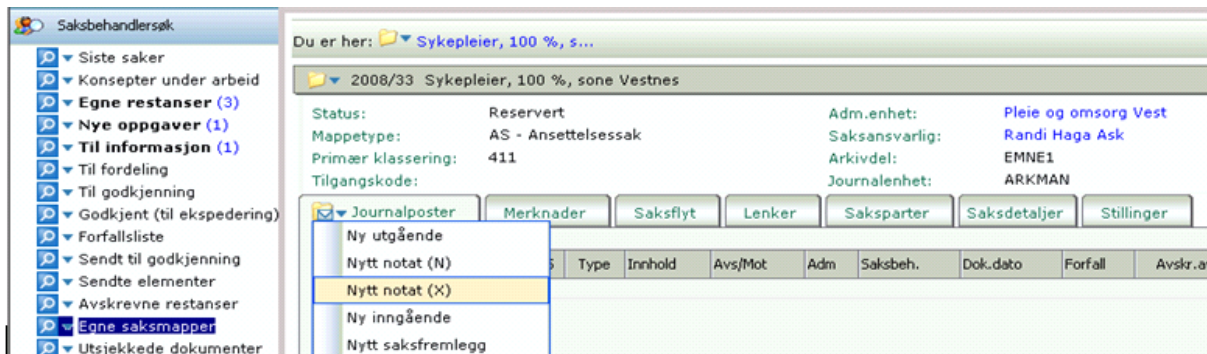 Saksbehandlersøk
Siste saker
Konsepter under arbeid
Egne restanser (3)
Nye oppgaver (1)
Til informasjon (1)
Til fordeling
Til godkjenning
Godkjent (til ekspedering)
Forfallsliste
Sendt til godkjenning
Sendte elementer
Avskrevne restanser
Egne saksmapper
Utsjekkede dokumenter
Du er her: Sykepleier, 100 %, s...
2008/33 Sykepleier, 100 %, sone Vestnes
Status: Reservert Adm.enhet: Pleie og omsorg Vest
Mappetype: AS - Ansettelsessak Saksansvarlig: Randi Haga Ask
Primær klassering: 411 Arkivdel: EMNE1
Tilgangskode: Journalenhet: ARKMAN
Journalposter Merknader Saksflyt Lenker Saksparter Saksdetaljer Stillinger
Type Innhold Avs/Mot Adm Saksbeh. Dok.dato Forfall Avskr.av
Ny utgående
Nytt notat (N)
Nytt notat (X)
Ny inngående
Nytt saksfremlegg